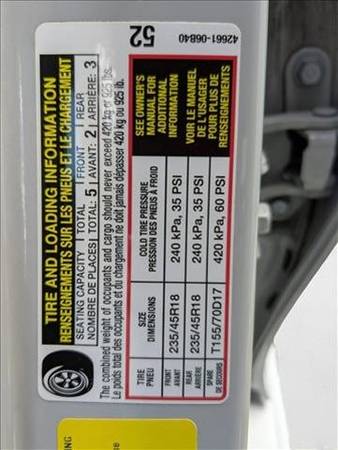 42661-06B40
52
TIRE AND LOADING INFORMATION
RENSEIGNEMENTS SUR LES PNEUS ET LE CHARGEMENT
SEATING CAPACITY TOTAL FRONT REAR
NOMBRE DE PLACES TOTAL: 5 AVANT: 2 ARRIÈRE: 3
The combined weight of occupants and cargo should never exceed 420 kg or 925 lbs.
Le poids total des occupants et du chargement ne doit jamais dépasser 420 kg ou 925 lb.
TIRE SIZE COLD TIRE PRESSURE
PNEU DIMENSIONS PRESSION DES PNEUS À FROID
FRONT
AVANT 235/45R18 240 kPa, 35 PSI
REAR
ARRIÈRE 235/45R18 240 kPa, 35 PSI
SPARE
DE SECOURS T155/70D17 420 kPa, 60 PSI
SEE OWNER'S
MANUAL FOR
ADDITIONAL
INFORMATION
VOIR LE MANUEL
DE L'USAGER
POUR PLUS DE
RENSEIGNEMENTS